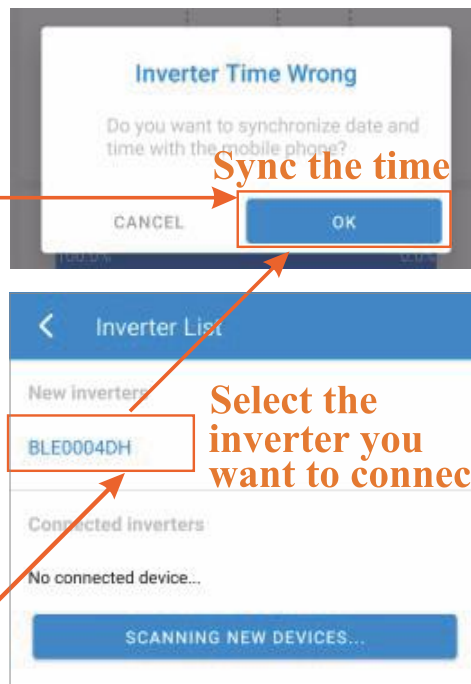 Inverter Time Wrong
Do you want to synchronize date and
time with the mobile phone?
Sync the time
CANCEL
OK
100.0%
0.0%
Inverter List
New inverters
BLE0004DH
Select the
inverter you
want to connec
Connected inverters
No connected device...
SCANNING NEW DEVICES...